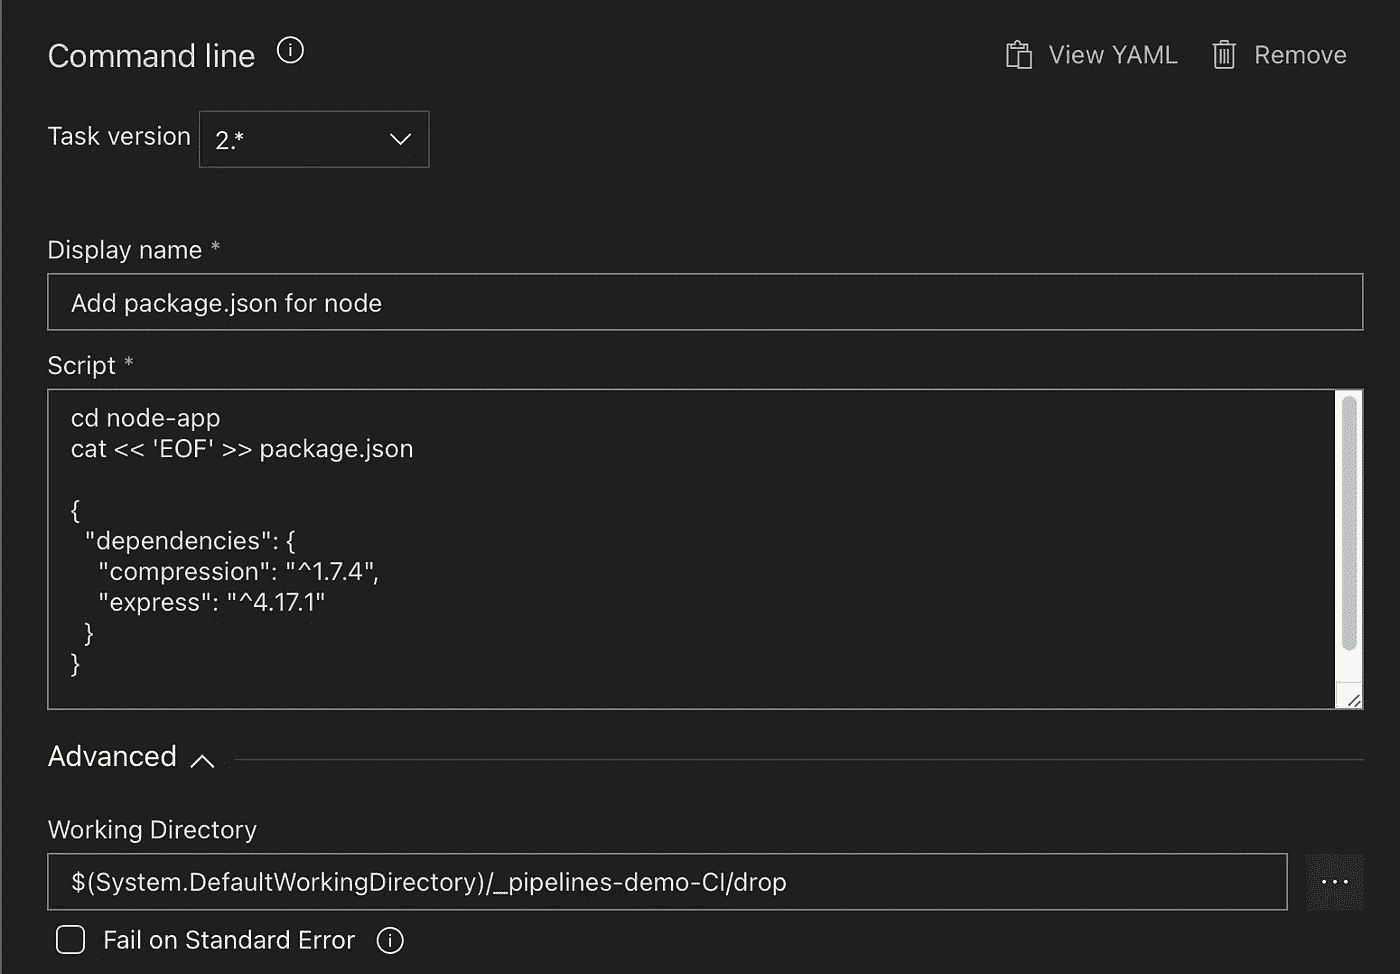 Command line
View YAML
Remove
Task version 2.*
Display name *
Add package.json for node
Script *
cd node-app
cat << 'EOF' >> package.json
{
"dependencies": {
"compression": "^1.7.4",
"express": "^4.17.1"
}
}
Advanced
Working Directory
$(System.DefaultWorkingDirectory)/_pipelines-demo-CI/drop
...
Fail on Standard Error